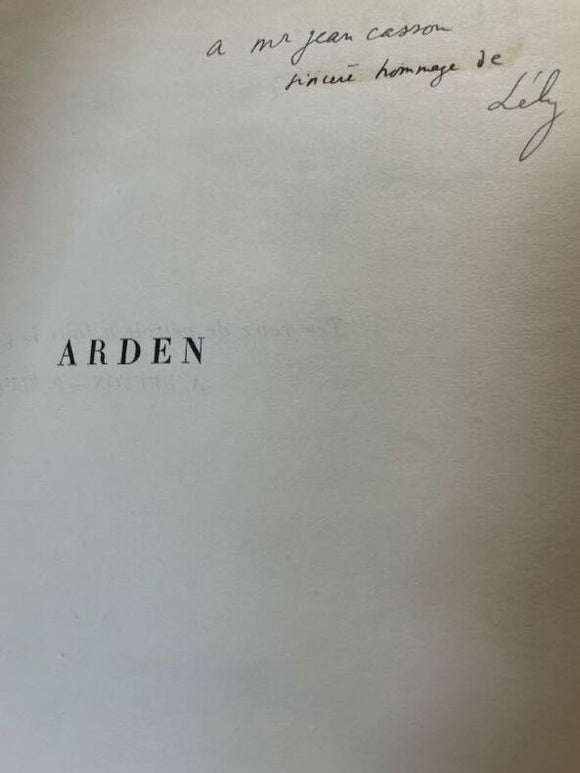 a mr jean cassou
sincère hommage de
Lély
ARDEN